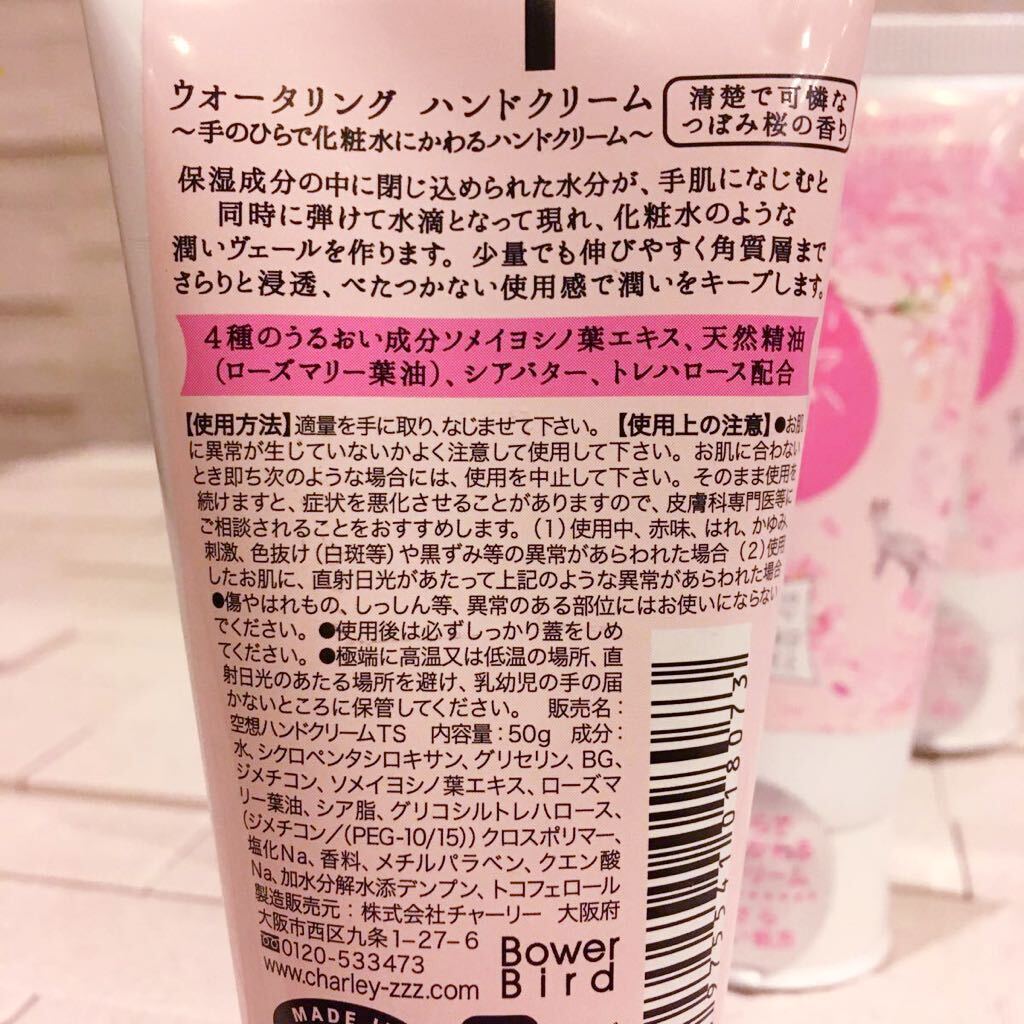 ウオータリング ハンドクリーム
～手のひらで化粧水にかわるハンドクリーム～
清楚で可憐な
つぼみ桜の香り
保湿成分の中に閉じ込められた水分が、手肌になじむと
同時に弾けて水滴となって現れ、化粧水のような
潤いヴェールを作ります。少量でも伸びやすく角質層まで
さらりと浸透、べたつかない使用感で潤いをキープします。
4種のうるおい成分ソメイヨシノ葉エキス、天然精油
(ローズマリー葉油)、シアバター、トレハロース配合
【使用方法】適量を手に取り、なじませて下さい。【使用上の注意】●お肌
に異常が生じていないかよく注意して使用して下さい。お肌に合わない
とき即ち次のような場合には、使用を中止して下さい。そのまま使用を
続けますと、症状を悪化させることがありますので、皮膚科専門医等に
ご相談されることをおすすめします。(1)使用中、赤味、はれ、かゆみ、
刺激、色抜け(白斑等)や黒ずみ等の異常があらわれた場合(2)使用
したお肌に、直射日光があたって上記のような異常があらわれた場合
●傷やはれもの、しっしん等、異常のある部位にはお使いにならない
でください。●使用後は必ずしっかり蓋をしめ
てください。●極端に高温又は低温の場所、直
射日光のあたる場所を避け、乳幼児の手の届
かないところに保管してください。 販売名：
空想ハンドクリームTS 内容量：50g 成分：
水、シクロペンタシロキサン、グリセリン、BG、
ジメチコン、ソメイヨシノ葉エキス、ローズマ
リー葉油、シア脂、グリコシルトレハロース、
(ジメチコン／(PEG-10/15))クロスポリマー、
塩化Na、香料、メチルパラベン、クエン酸
Na、加水分解水添デンプン、トコフェロール
製造販売元：株式会社チャーリー 大阪府
大阪市西区九条1-27-6
0120-533473
www.charley-zzz.com
Bower
Bird
MADE
975541018073